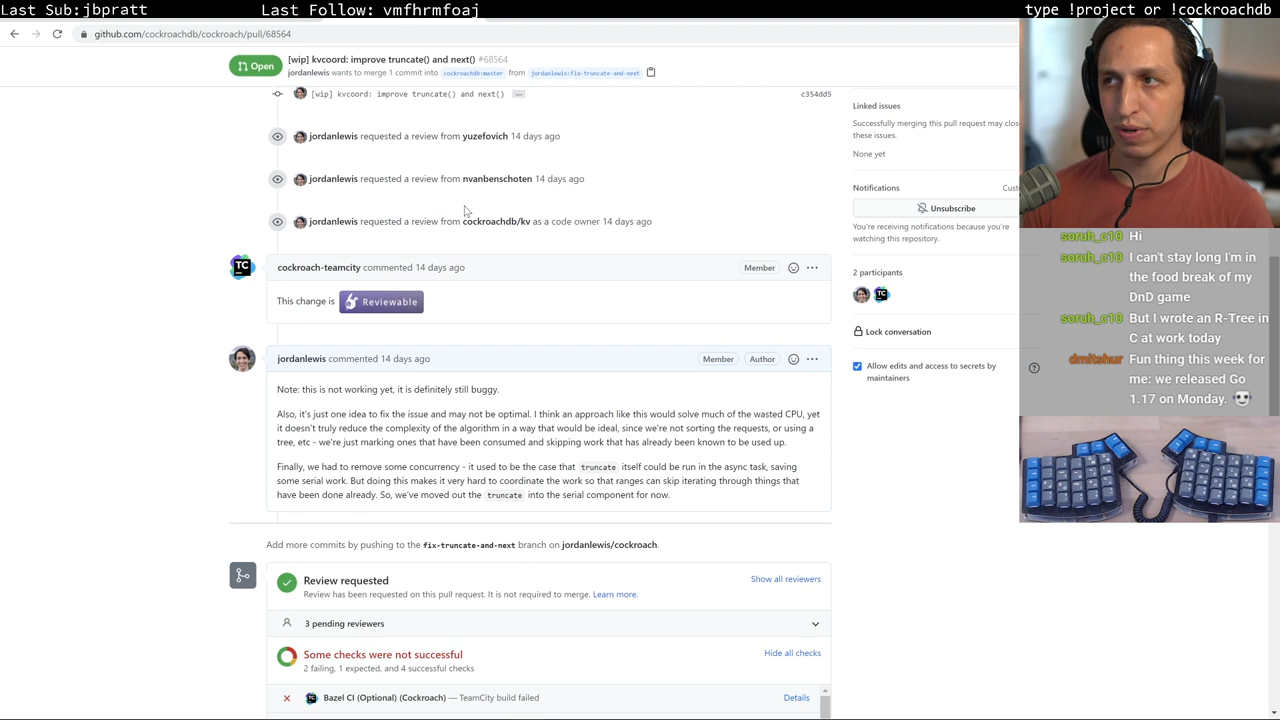 Last Sub:jbpratt
Last Follow: vmfhrmfoaj
type !project or !cockroachdb
github.com/cockroachdb/cockroach/pull/68564
Open
[wip] kvcoord: improve truncate() and next() #68564
jordanlewis wants to merge 1 commit into cockroachdb:master from jordanlewis:fix-truncate-and-next
[wip] kvcoord: improve truncate() and next() ...
c354dd5
jordanlewis requested a review from yuzefovich 14 days ago
jordanlewis requested a review from nvanbenschoten 14 days ago
jordanlewis requested a review from cockroachdb/kv as a code owner 14 days ago
TC
cockroach-teamcity commented 14 days ago
Member
This change is Reviewable
jordanlewis commented 14 days ago
Member
Author
Note: this is not working yet, it is definitely still buggy.
Also, it's just one idea to fix the issue and may not be optimal. I think an approach like this would solve much of the wasted CPU, yet
it doesn't truly reduce the complexity of the algorithm in a way that would be ideal, since we're not sorting the requests, or using a
tree, etc - we're just marking ones that have been consumed and skipping work that has already been known to be used up.
Finally, we had to remove some concurrency - it used to be the case that truncate itself could be run in the async task, saving
some serial work. But doing this makes it very hard to coordinate the work so that ranges can skip iterating through things that
have been done already. So, we've moved out the truncate into the serial component for now.
Add more commits by pushing to the fix-truncate-and-next branch on jordanlewis/cockroach.
Review requested
Show all reviewers
Review has been requested on this pull request. It is not required to merge. Learn more.
3 pending reviewers
Some checks were not successful
Hide all checks
2 failing, 1 expected, and 4 successful checks
Bazel CI (Optional) (Cockroach) — TeamCity build failed
Details
Linked issues
Successfully merging this pull request may close
these issues.
None yet
Notifications
Unsubscribe
You're receiving notifications because you're
watching this repository.
2 participants
TC
Lock conversation
Allow edits and access to secrets by
maintainers
soruh_c10 Hi
soruh_c10 I can't stay long I'm in
the food break of my
DnD game
soruh_c10 But I wrote an R-Tree in
C at work today
dmitshur Fun thing this week for
me: we released Go
1.17 on Monday.